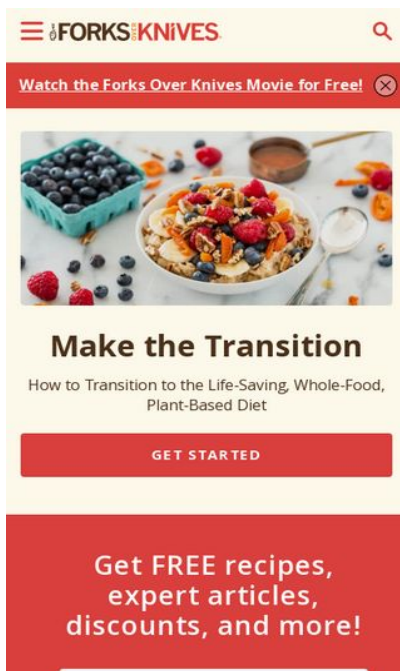 FORKS OVER KNIVES
Watch the Forks Over Knives Movie for Free!
Make the Transition
How to Transition to the Life-Saving, Whole-Food,
Plant-Based Diet
GET STARTED
Get FREE recipes,
expert articles,
discounts, and more!